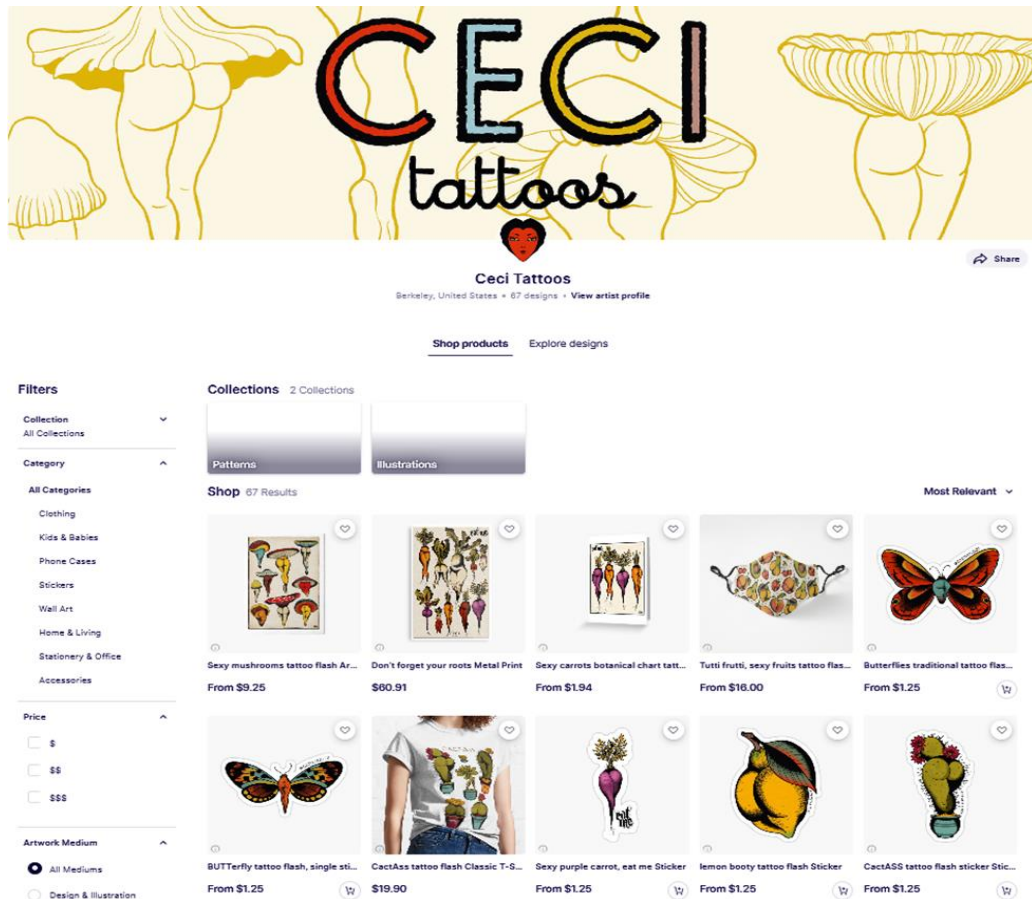 CECI
tattoos
Share
Ceci Tattoos
Berkeley, United States • 67 designs • View artist profile
Shop products Explore designs
Filters
Collections 2 Collections
Collection
All Collections
Patterns Illustrations
Category
Shop 67 Results Most Relevant
All Categories
Clothing
Kids & Babies
Phone Cases
Stickers
Wall Art
Home & Living
Stationery & Office
Accessories
Sexy mushrooms tattoo flash Ar... Don't forget your roots Metal Print Sexy carrots botanical chart tatt... Tutti frutti, sexy fruits tattoo flas... Butterflies traditional tattoo flas...
From $9.25 $60.91 From $1.94 From $16.00 From $1.25
Price
$
$$
$$$
eat me
Artwork Medium
All Mediums
Design & Illustration
BUTTerfly tattoo flash, single sti... CactAss tattoo flash Classic T-S... Sexy purple carrot, eat me Sticker lemon booty tattoo flash Sticker CactASS tattoo flash sticker Stic...
From $1.25 $19.90 From $1.25 From $1.25 From $1.25